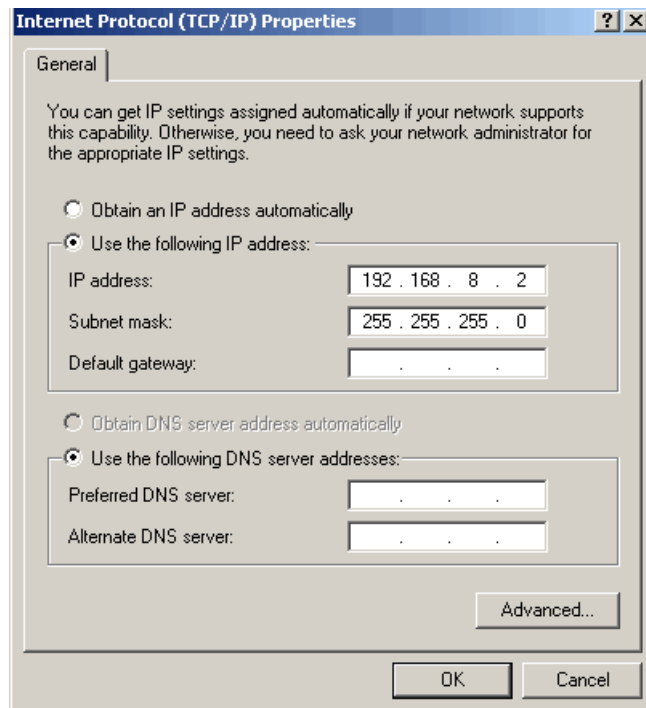 Internet Protocol (TCP/IP) Properties
General
You can get IP settings assigned automatically if your network supports
this capability. Otherwise, you need to ask your network administrator for
the appropriate IP settings.
Obtain an IP address automatically
Use the following IP address:
IP address: 192 . 168 . 8 . 2
Subnet mask: 255 . 255 . 255 . 0
Default gateway: . . .
Obtain DNS server address automatically
Use the following DNS server addresses:
Preferred DNS server: . . .
Alternate DNS server: . . .
Advanced...
OK Cancel